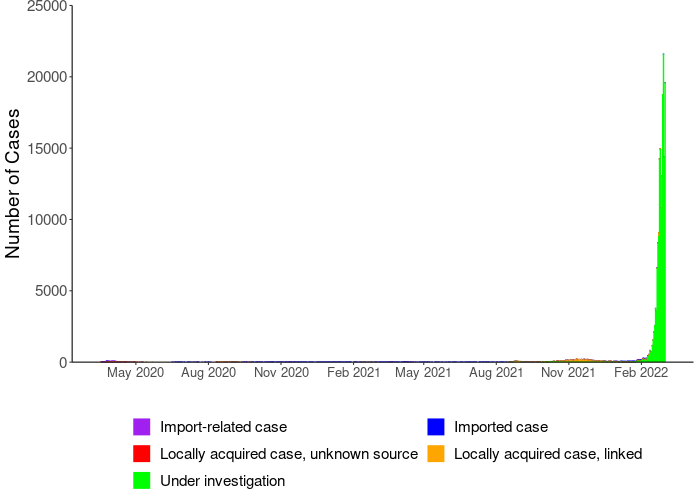 25000
20000
15000
10000
5000
0
Number of Cases
May 2020 Aug 2020 Nov 2020 Feb 2021 May 2021 Aug 2021 Nov 2021 Feb 2022
Import-related case Imported case
Locally acquired case, unknown source Locally acquired case, linked
Under investigation